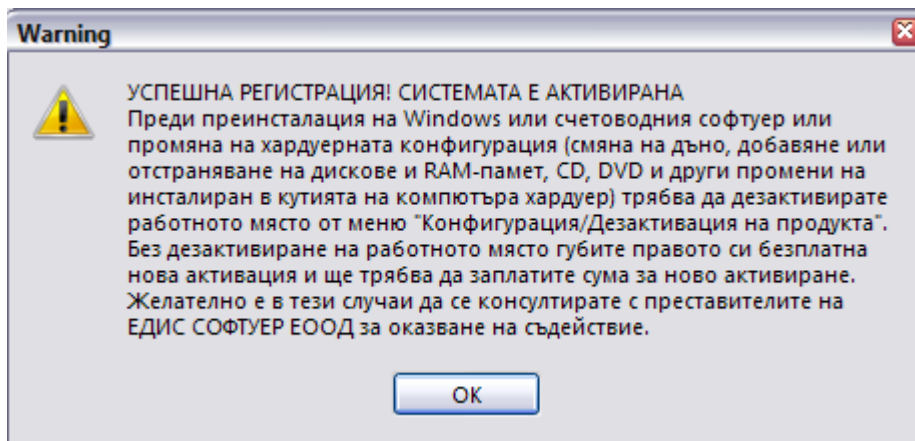 Warning
УСПЕШНА РЕГИСТРАЦИЯ! СИСТЕМАТА Е АКТИВИРАНА
Преди преинсталация на Windows или счетоводния софтуер или
промяна на хардуерната конфигурация (смяна на дъно, добавяне или
отстраняване на дискове и RAM-памет, CD, DVD и други промени на
инсталиран в кутията на компютъра хардуер) трябва да дезактивирате
работното място от меню "Конфигурация/Дезактивация на продукта".
Без дезактивиране на работното място губите правото си безплатна
нова активация и ще трябва да заплатите сума за ново активиране.
Желателно е в тези случаи да се консултирате с преставителите на
ЕДИС СОФТУЕР ЕООД за оказване на съдействие.
OK